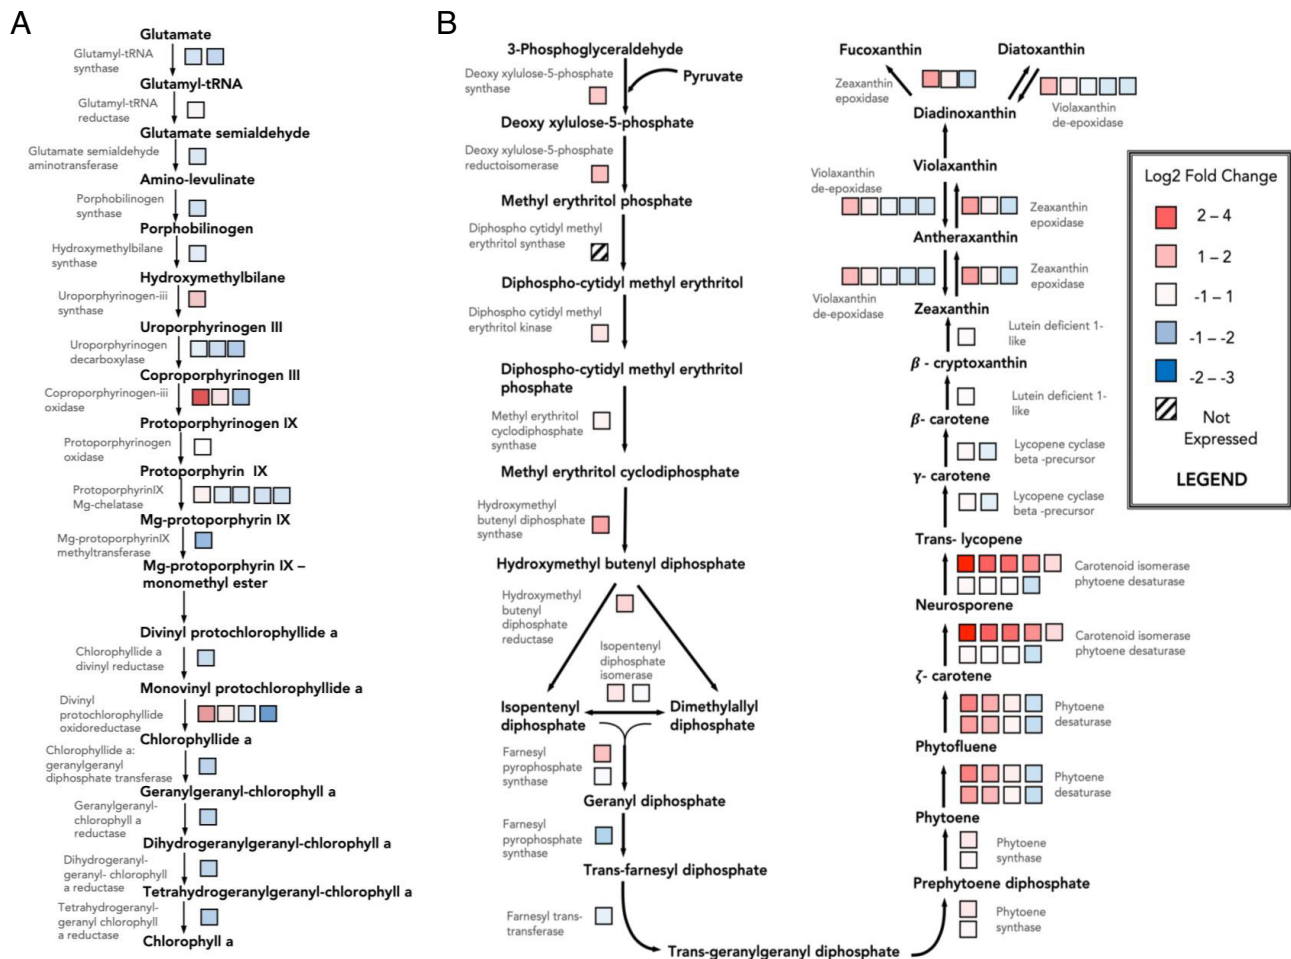 A
Glutamate
Glutamyl-tRNA
synthase
Glutamyl-tRNA
Glutamyl-tRNA
reductase
Glutamate semialdehyde
Glutamate semialdehyde
aminotransferase
Amino-levulinate
Porphobilinogen
synthase
Porphobilinogen
Hydroxymethylbilane
synthase
Hydroxymethylbilane
Uroporphyrinogen-iii
synthase
Uroporphyrinogen III
Uroporphyrinogen
decarboxylase
Coproporphyrinogen III
Coproporphyrinogen-iii
oxidase
Protoporphyrinogen IX
Protoporphyrinogen
oxidase
Protoporphyrin IX
ProtoporphyrinIX
Mg-chelatase
Mg-protoporphyrin IX
Mg-protoporphyrinIX
methyltransferase
Mg-protoporphyrin IX –
monomethyl ester
Divinyl protochlorophyllide a
Chlorophyllide a
divinyl reductase
Monovinyl protochlorophyllide a
Divinyl
protochlorophyllide
oxidoreductase
Chlorophyllide a
Chlorophyllide a:
geranylgeranyl
diphosphate transferase
Geranylgeranyl-chlorophyll a
Geranylgeranyl-
chlorophyll a
reductase
Dihydrogeranylgeranyl-chlorophyll a
Dihydrogeranyl-
geranyl- chlorophyll
a reductase
Tetrahydrogeranylgeranyl-chlorophyll a
Tetrahydrogeranyl-
geranyl chlorophyll
a reductase
Chlorophyll a
B
3-Phosphoglyceraldehyde
Deoxy xylulose-5-phosphate
synthase
Pyruvate
Deoxy xylulose-5-phosphate
Deoxy xylulose-5-phosphate
reductoisomerase
Methyl erythritol phosphate
Diphospho cytidyl methyl
erythritol synthase
Diphospho-cytidyl methyl erythritol
Diphospho cytidyl methyl
erythritol kinase
Diphospho-cytidyl methyl erythritol
phosphate
Methyl erythritol
cyclodiphosphate
synthase
Methyl erythritol cyclodiphosphate
Hydroxymethyl
butenyl diphosphate
synthase
Hydroxymethyl butenyl diphosphate
Hydroxymethyl
butenyl
diphosphate
reductase
Isopentenyl
diphosphate
isomerase
Isopentenyl
diphosphate
Dimethylallyl
diphosphate
Farnesyl
pyrophosphate
synthase
Geranyl diphosphate
Farnesyl
pyrophosphate
synthase
Trans-farnesyl diphosphate
Farnesyl trans-
transferase
Trans-geranylgeranyl diphosphate
Fucoxanthin
Diatoxanthin
Zeaxanthin
epoxidase
Violaxanthin
de-epoxidase
Diadinoxanthin
Violaxanthin
Violaxanthin
de-epoxidase
Zeaxanthin
epoxidase
Antheraxanthin
Violaxanthin
de-epoxidase
Zeaxanthin
epoxidase
Zeaxanthin
Lutein deficient 1-
like
β - cryptoxanthin
Lutein deficient 1-
like
β- carotene
Lycopene cyclase
beta -precursor
γ- carotene
Lycopene cyclase
beta -precursor
Trans- lycopene
Carotenoid isomerase
phytoene desaturase
Neurosporene
Carotenoid isomerase
phytoene desaturase
ζ- carotene
Phytoene
desaturase
Phytofluene
Phytoene
desaturase
Phytoene
Phytoene
synthase
Prephytoene diphosphate
Phytoene
synthase
Log2 Fold Change
2 – 4
1 – 2
-1 – 1
-1 – -2
-2 – -3
Not
Expressed
LEGEND